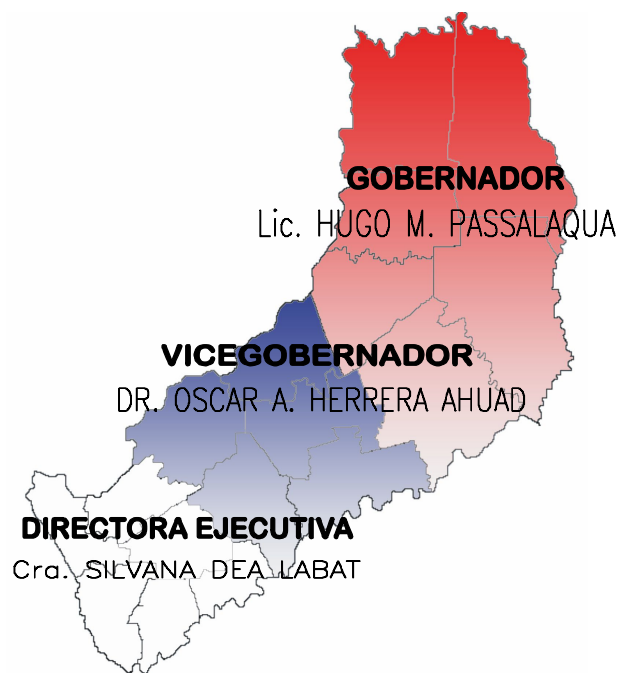 GOBERNADOR
Lic. HUGO M. PASSALAQUA
VICEGOBERNADOR
DR. OSCAR A. HERRERA AHUAD
DIRECTORA EJECUTIVA
Cra. SILVANA DEA LABAT